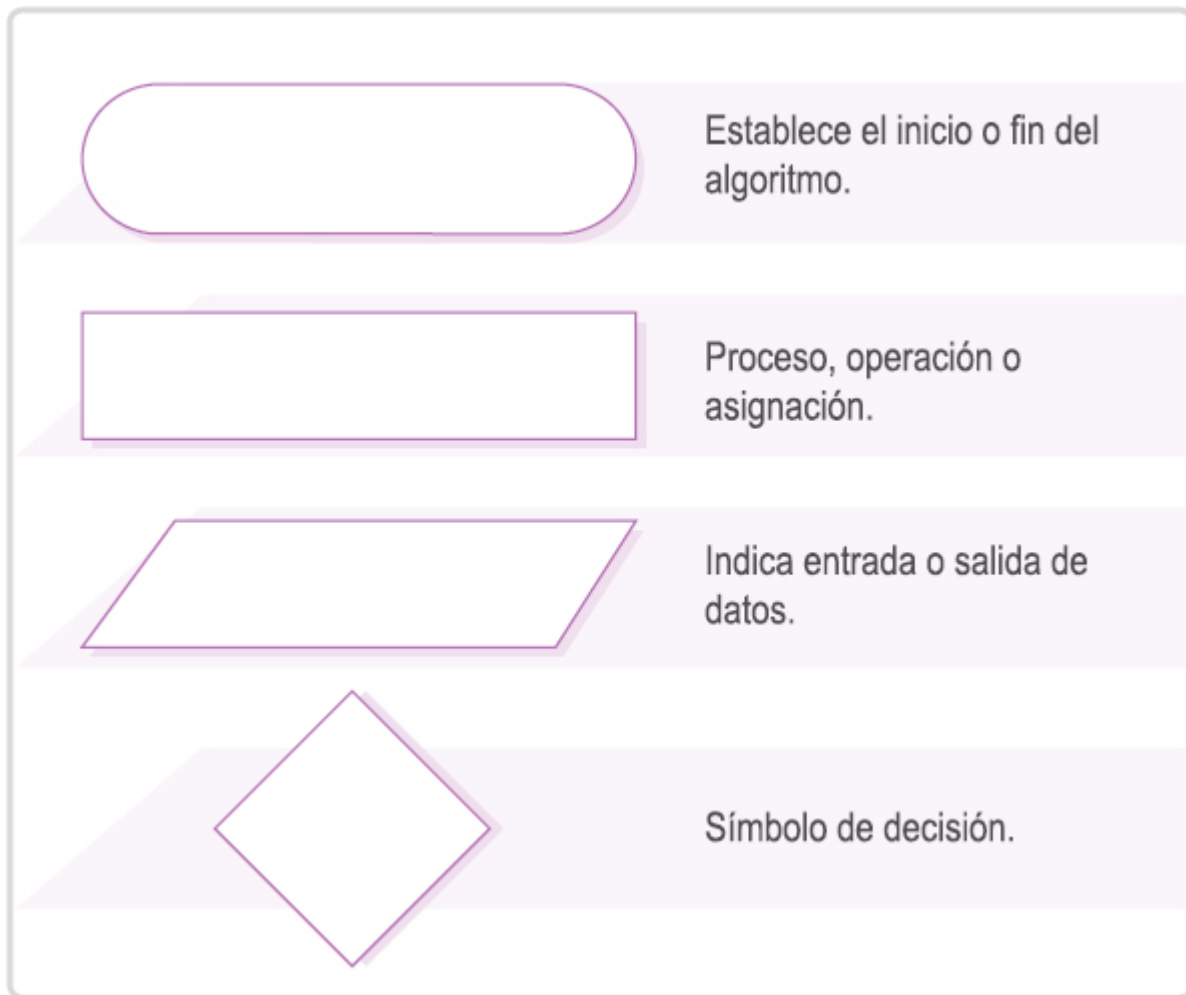 Establece el inicio o fin del
algoritmo.
Proceso, operación o
asignación.
Indica entrada o salida de
datos.
Símbolo de decisión.